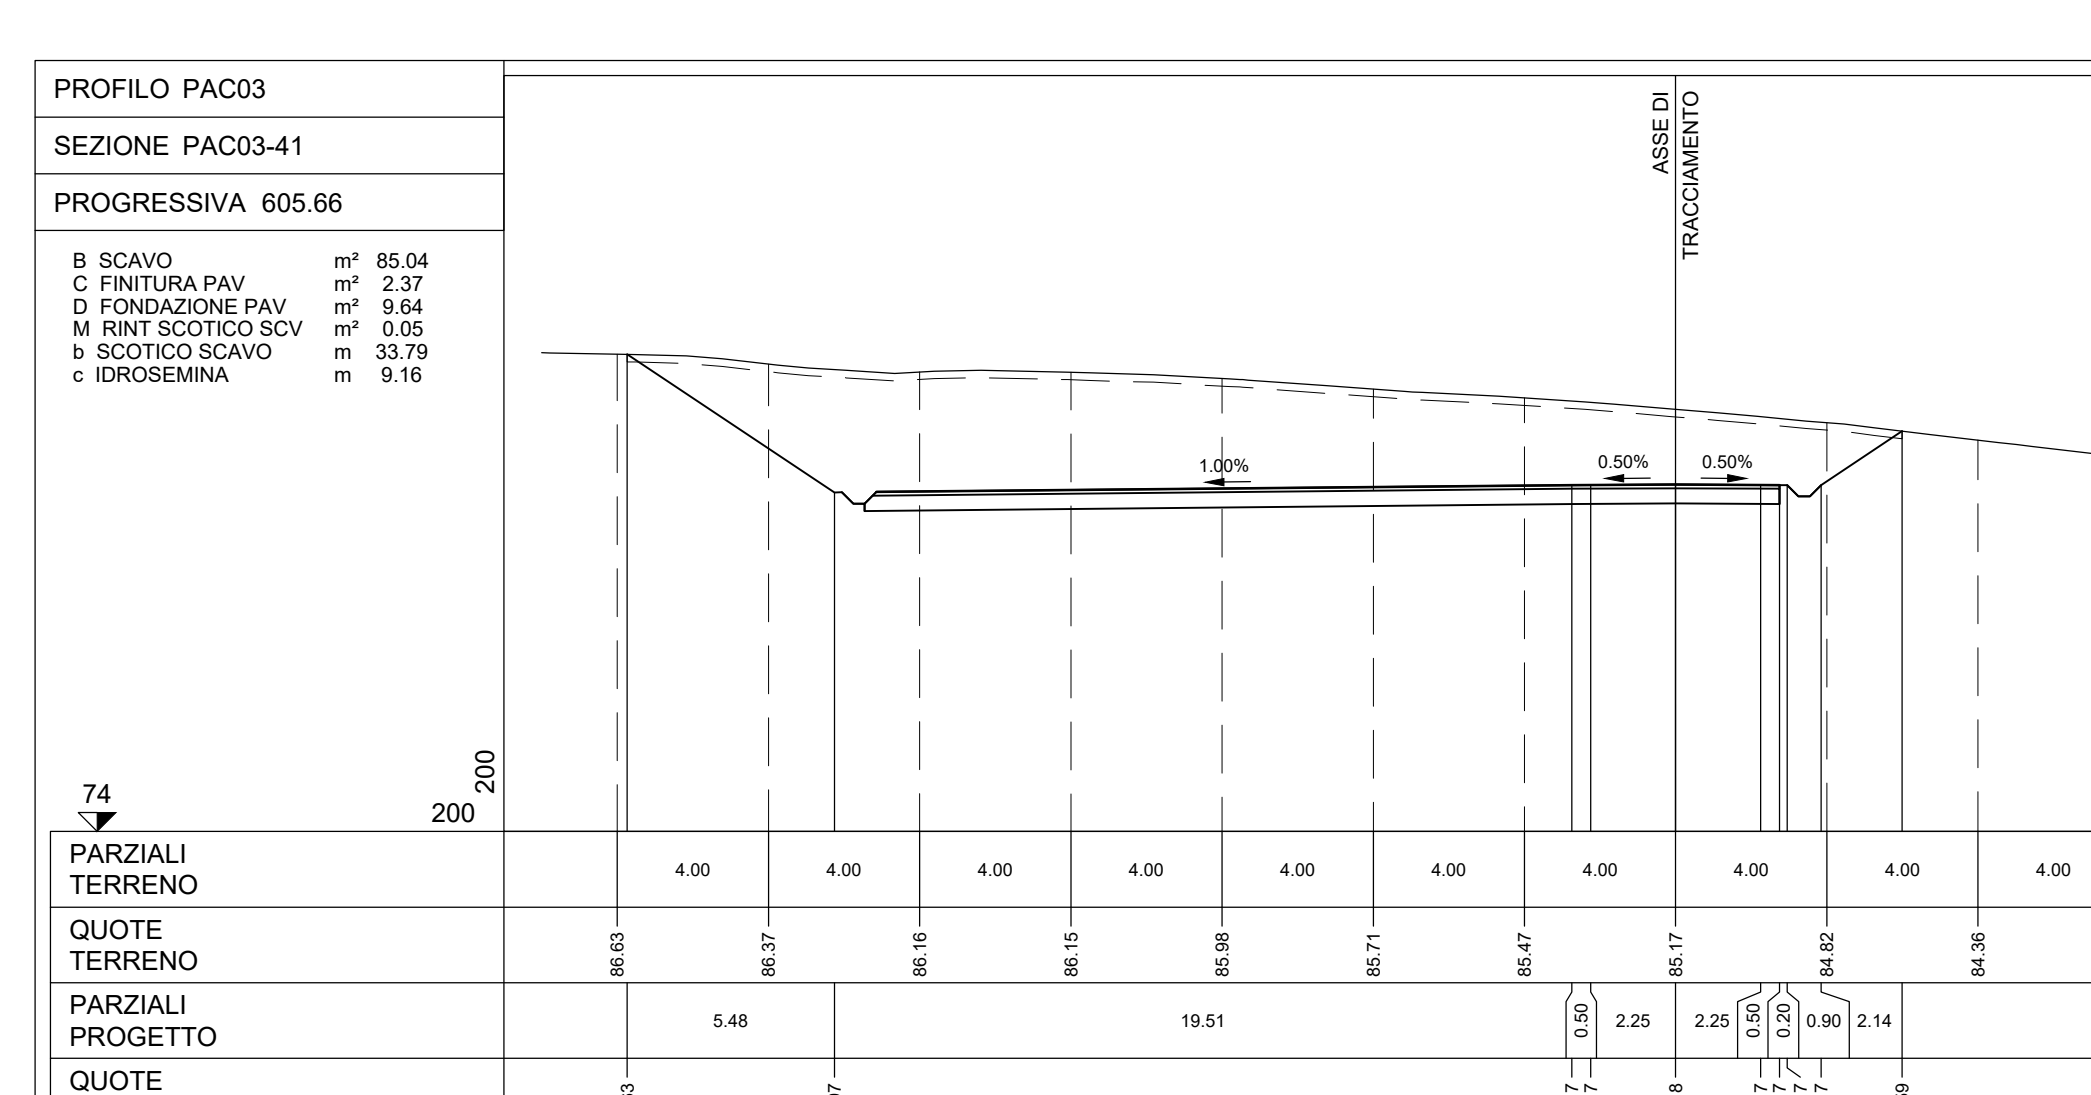 PROFILO PAC03
SEZIONE PAC03-41
PROGRESSIVA 605.66
B SCAVO m² 85.04
C FINITURA PAV m² 2.37
D FONDAZIONE PAV m² 9.64
M RINT SCOTICO SCV m² 0.05
b SCOTICO SCAVO m 33.79
c IDROSEMINA m 9.16
ASSE DI
TRACCIAMENTO
1.00%
0.50%
0.50%
74
200
200
PARZIALI
TERRENO
4.00 4.00 4.00 4.00 4.00 4.00 4.00 4.00 4.00 4.00
QUOTE
TERRENO
86.63 86.37 86.16 86.15 85.98 85.71 85.47 85.17 84.82 84.36
PARZIALI
PROGETTO
5.48 19.51 0.50 2.25 2.25 0.50 0.20 0.90 2.14
QUOTE